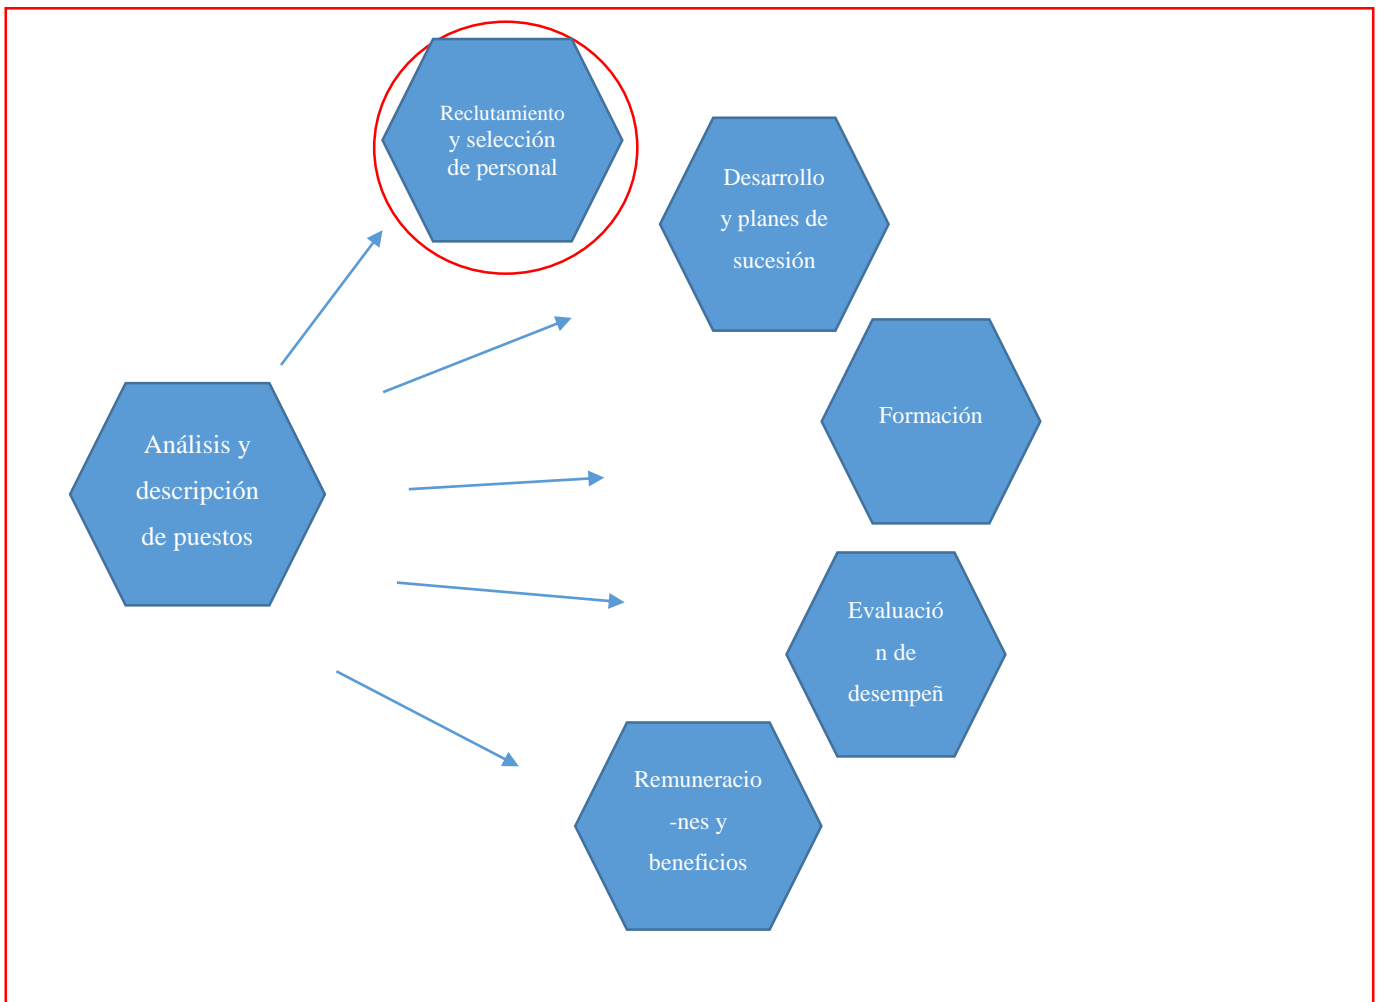 Reclutamiento
y selección
de personal
Desarrollo
y planes de
sucesión
Formación
Análisis y
descripción
de puestos
Evaluació
n de
desempeñ
Remuneracio
-nes y
beneficios